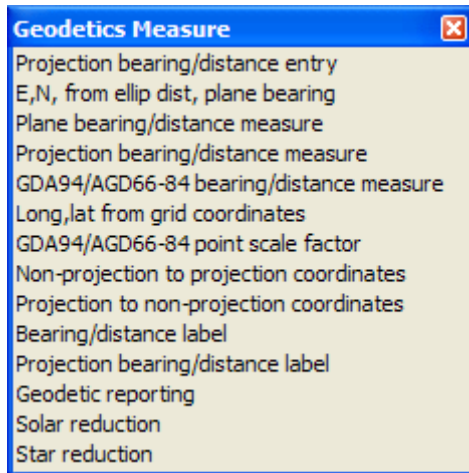 Geodetics Measure
Projection bearing/distance entry
E,N, from ellip dist, plane bearing
Plane bearing/distance measure
Projection bearing/distance measure
GDA94/AGD66-84 bearing/distance measure
Long,lat from grid coordinates
GDA94/AGD66-84 point scale factor
Non-projection to projection coordinates
Projection to non-projection coordinates
Bearing/distance label
Projection bearing/distance label
Geodetic reporting
Solar reduction
Star reduction